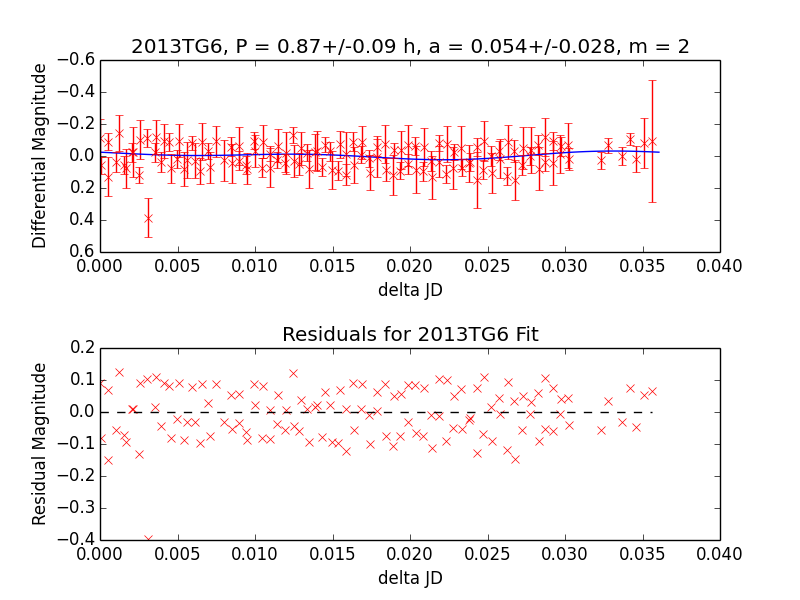 2013TG6, P = 0.87+/-0.09 h, a = 0.054+/-0.028, m = 2
−0.6
−0.4
−0.2
0.0
0.2
0.4
0.6
Differential Magnitude
0.000 0.005 0.010 0.015 0.020 0.025 0.030 0.035 0.040
delta JD
Residuals for 2013TG6 Fit
0.2
0.1
0.0
−0.1
−0.2
−0.3
−0.4
Residual Magnitude
0.000 0.005 0.010 0.015 0.020 0.025 0.030 0.035 0.040
delta JD